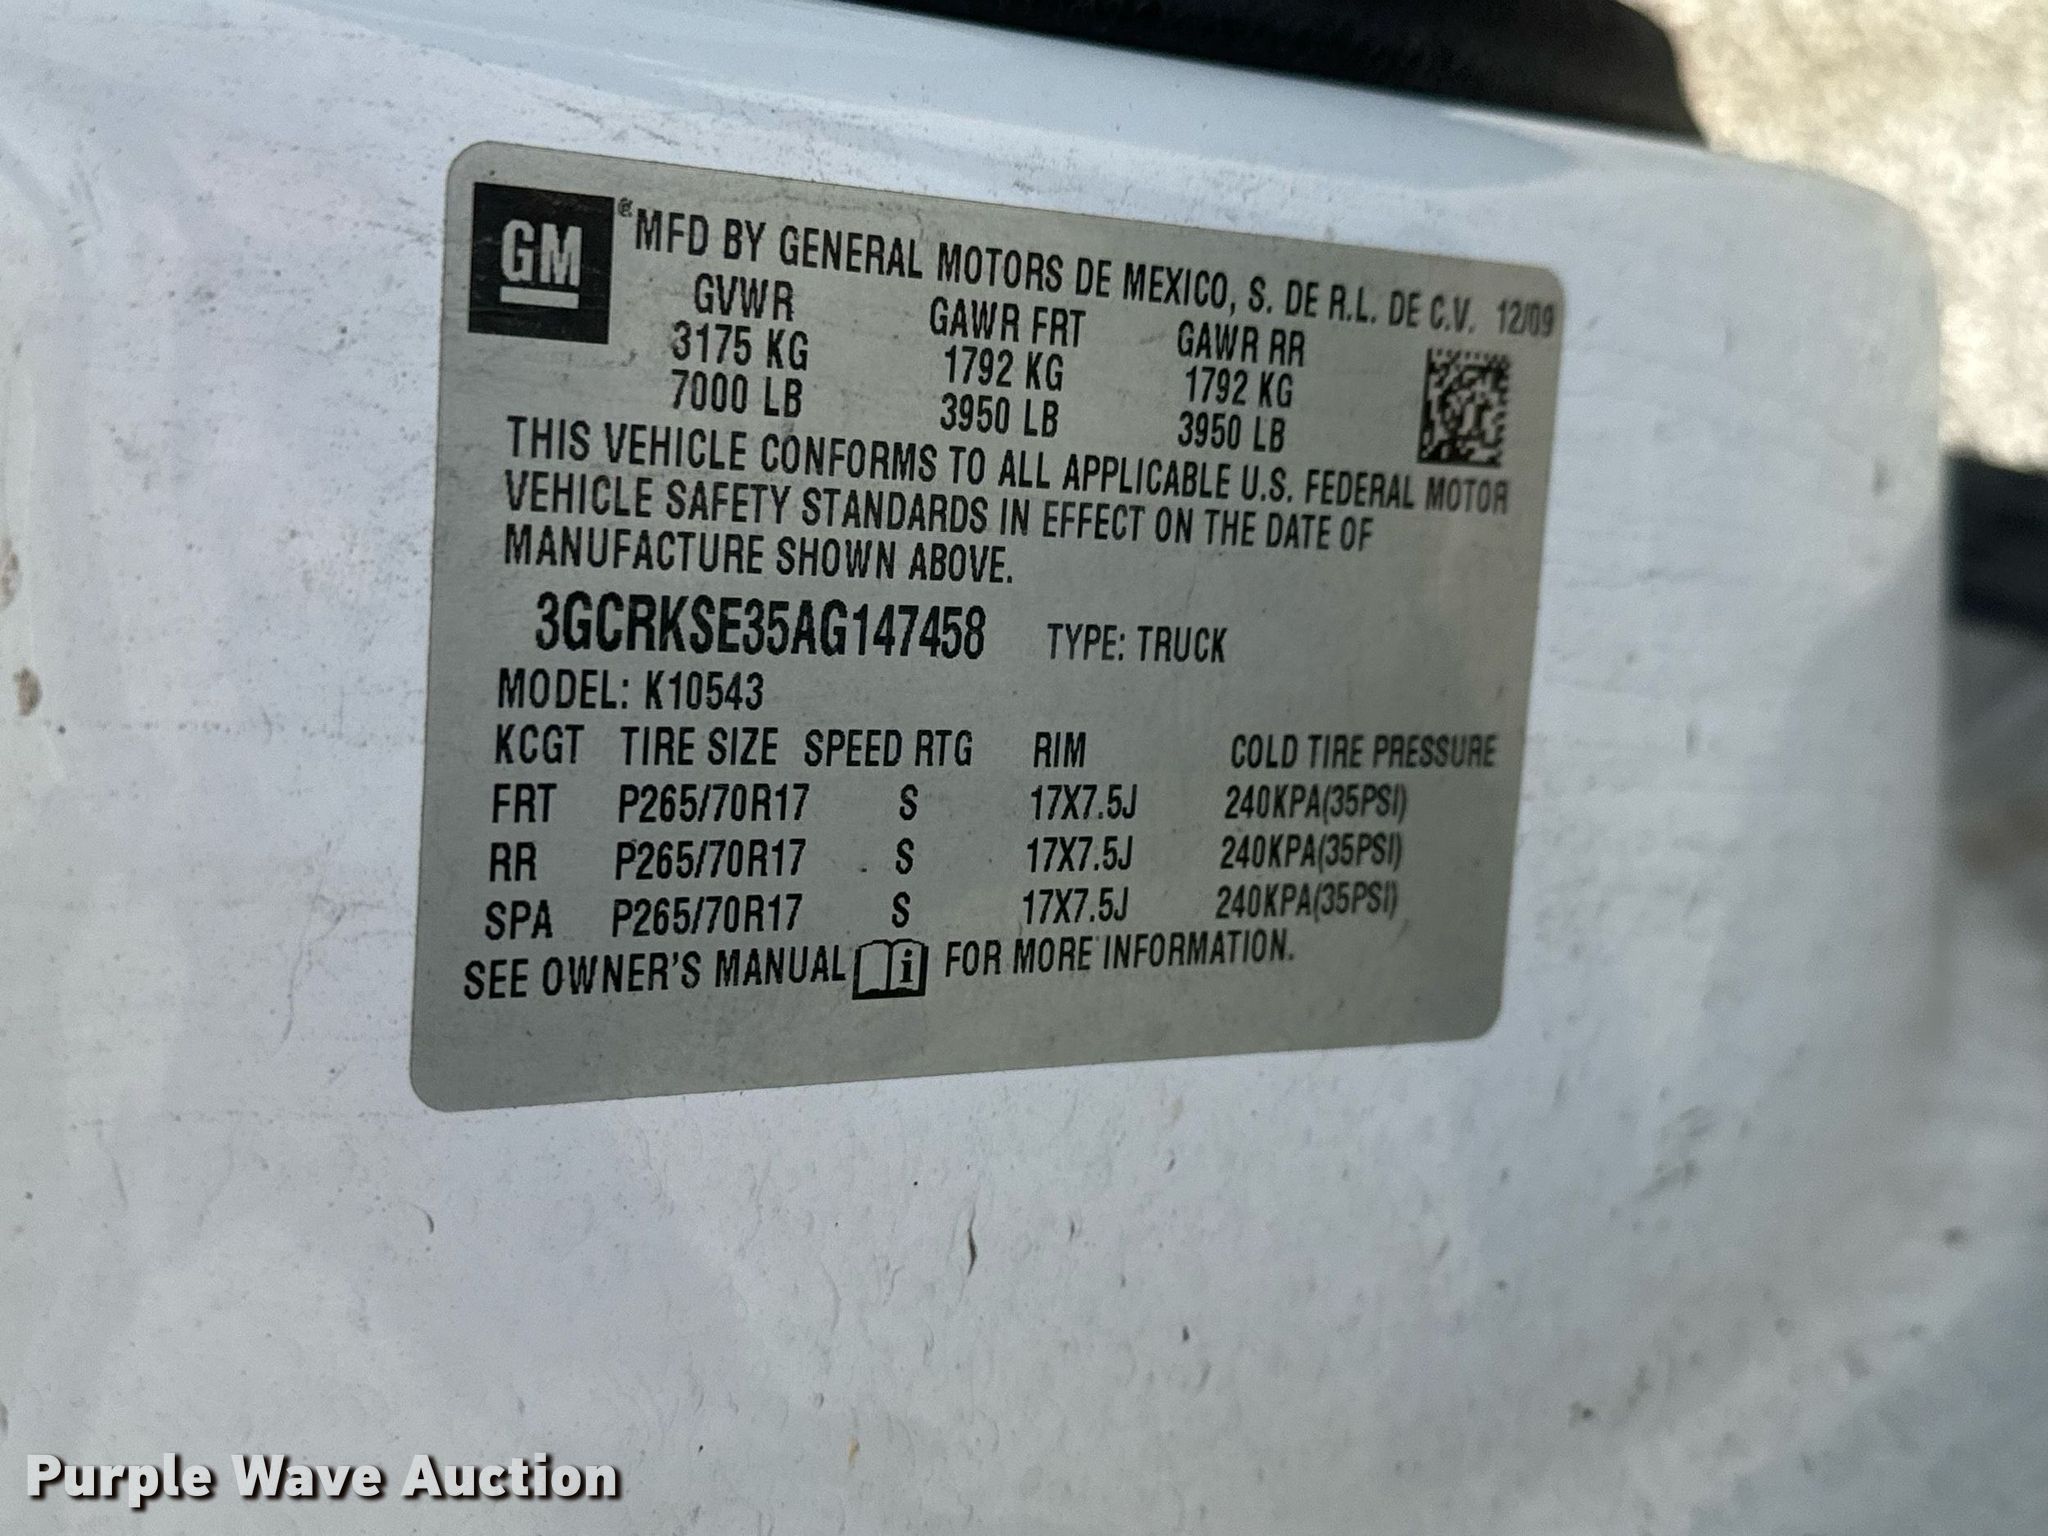 GM
® MFD BY GENERAL MOTORS DE MEXICO, S. DE R.L. DE C.V. 12/09
GVWR GAWR FRT GAWR RR
3175 KG 1792 KG 1792 KG
7000 LB 3950 LB 3950 LB
THIS VEHICLE CONFORMS TO ALL APPLICABLE U.S. FEDERAL MOTOR
VEHICLE SAFETY STANDARDS IN EFFECT ON THE DATE OF
MANUFACTURE SHOWN ABOVE.
3GCRKSE35AG147458 TYPE: TRUCK
MODEL: K10543
KCGT TIRE SIZE SPEED RTG RIM COLD TIRE PRESSURE
FRT P265/70R17 S 17X7.5J 240KPA(35PSI)
RR P265/70R17 S 17X7.5J 240KPA(35PSI)
SPA P265/70R17 S 17X7.5J 240KPA(35PSI)
SEE OWNER'S MANUAL i FOR MORE INFORMATION.
Purple Wave Auction